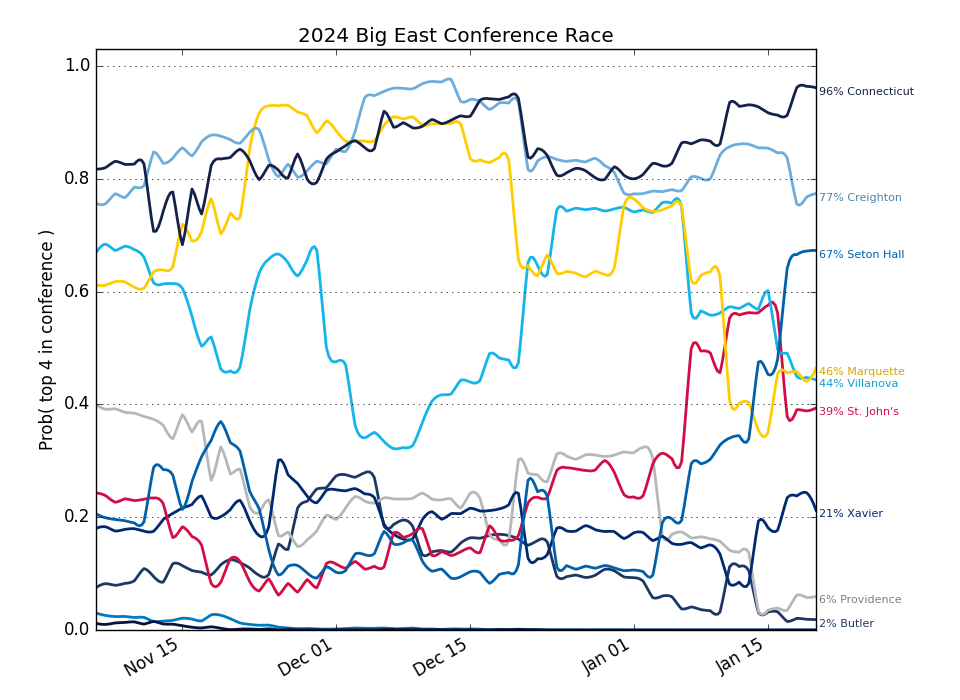 2024 Big East Conference Race
Prob( top 4 in conference )
1.0
0.8
0.6
0.4
0.2
0.0
96% Connecticut
77% Creighton
67% Seton Hall
46% Marquette
44% Villanova
39% St. John's
21% Xavier
6% Providence
2% Butler
Nov 15
Dec 01
Dec 15
Jan 01
Jan 15